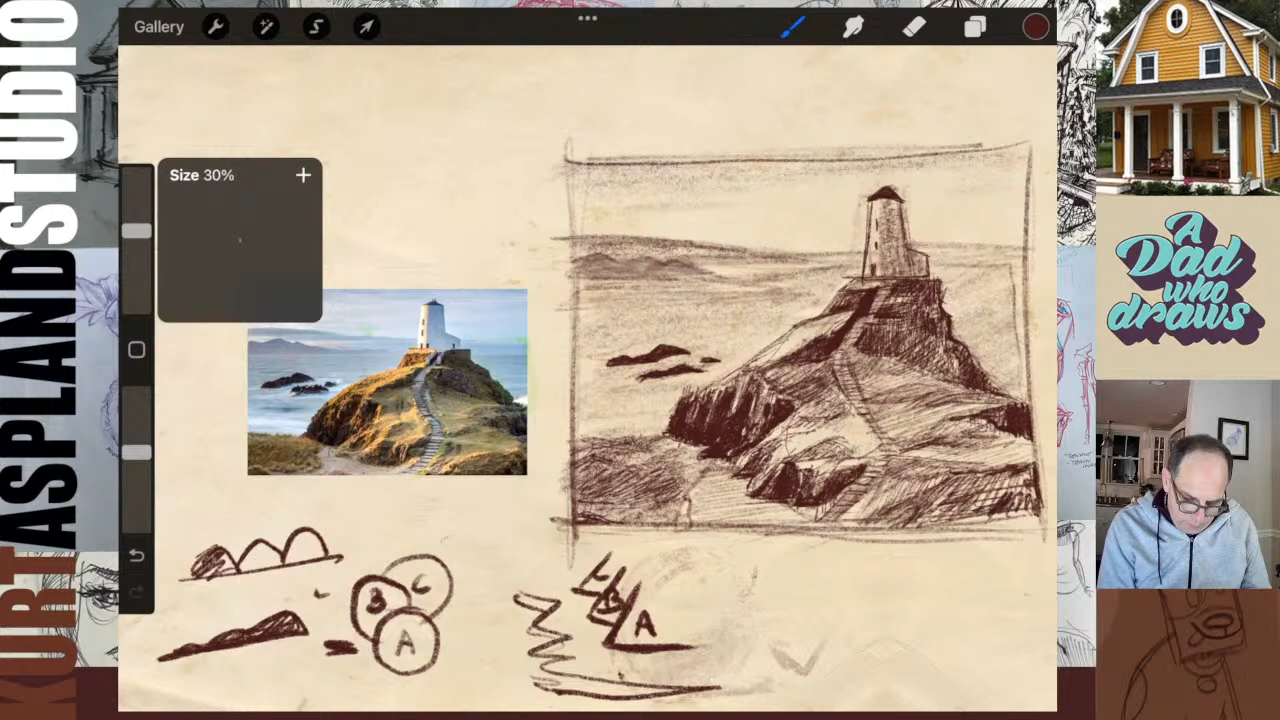 KURT ASPLAND STUDIO
Gallery
Size 30%
A
Dad
who
draws
B
C
A
B
A